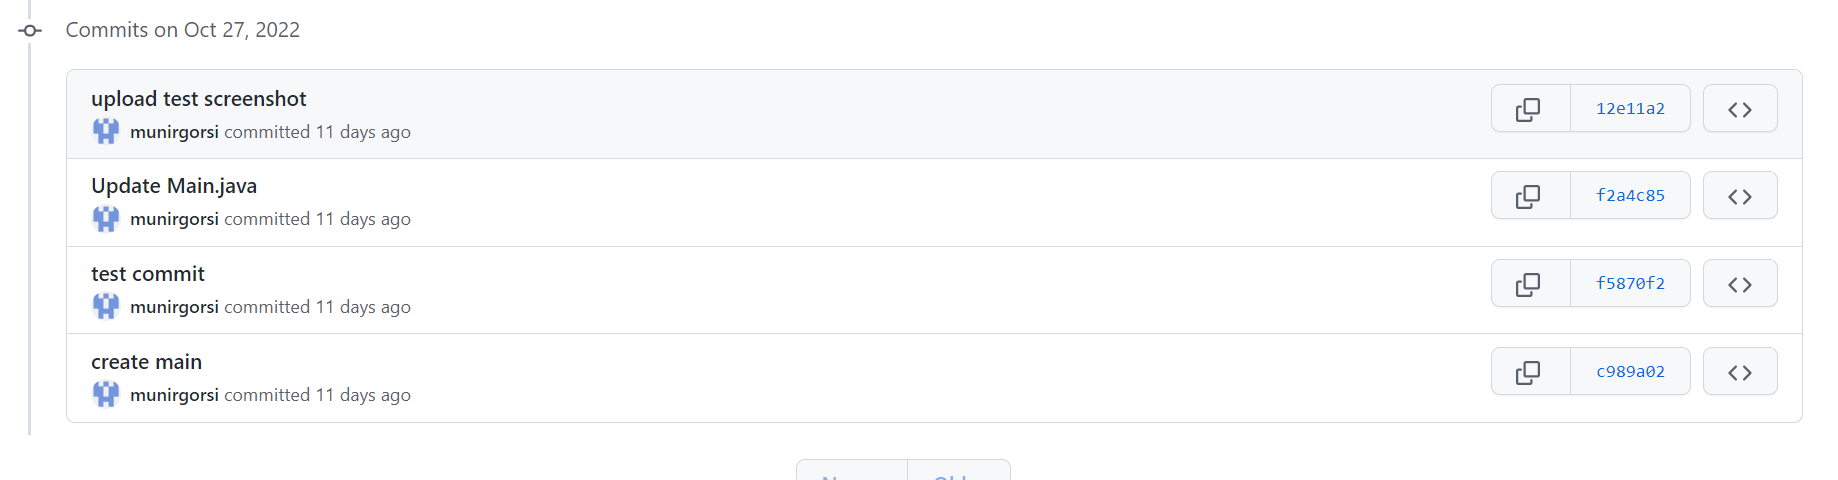 Commits on Oct 27, 2022
upload test screenshot
munirgorsi committed 11 days ago
12e11a2
Update Main.java
munirgorsi committed 11 days ago
f2a4c85
test commit
munirgorsi committed 11 days ago
f5870f2
create main
munirgorsi committed 11 days ago
c989a02